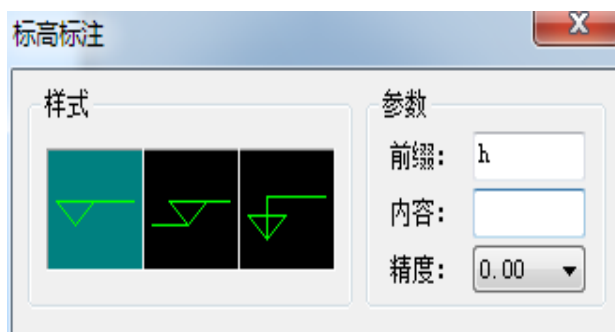 标高标注
样式
参数
前缀: h
内容:
精度: 0.00